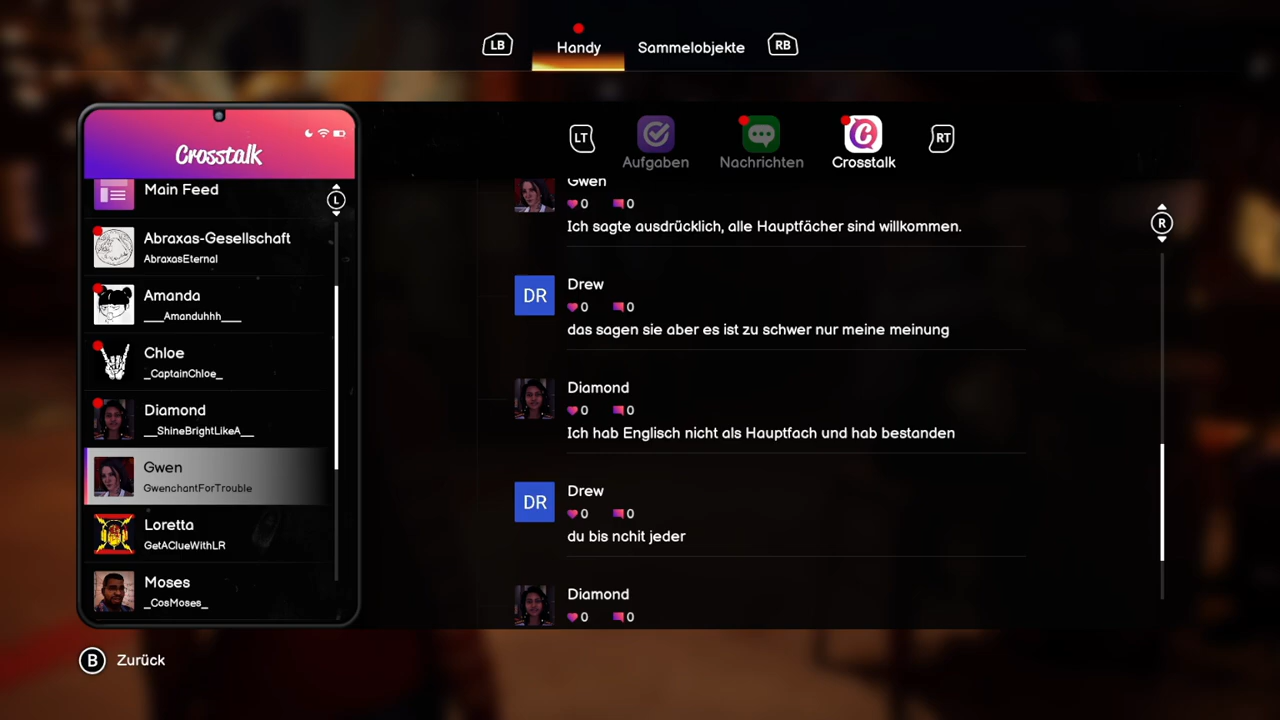 LB
Handy
Sammelobjekte
RB
Crosstalk
Main Feed
L
Abraxas-Gesellschaft
AbraxasEternal
Amanda
___Amanduhhh___
Chloe
_CaptainChloe_
Diamond
__ShineBrightLikeA__
Gwen
GwenchantForTrouble
Loretta
GetAClueWithLR
Moses
_CosMoses_
LT
Aufgaben
Nachrichten
Crosstalk
RT
Gwen
0 0
Ich sagte ausdrücklich, alle Hauptfächer sind willkommen.
DR
Drew
0 0
das sagen sie aber es ist zu schwer nur meine meinung
Diamond
0 0
Ich hab Englisch nicht als Hauptfach und hab bestanden
DR
Drew
0 0
du bis nchit jeder
Diamond
0 0
R
B Zurück